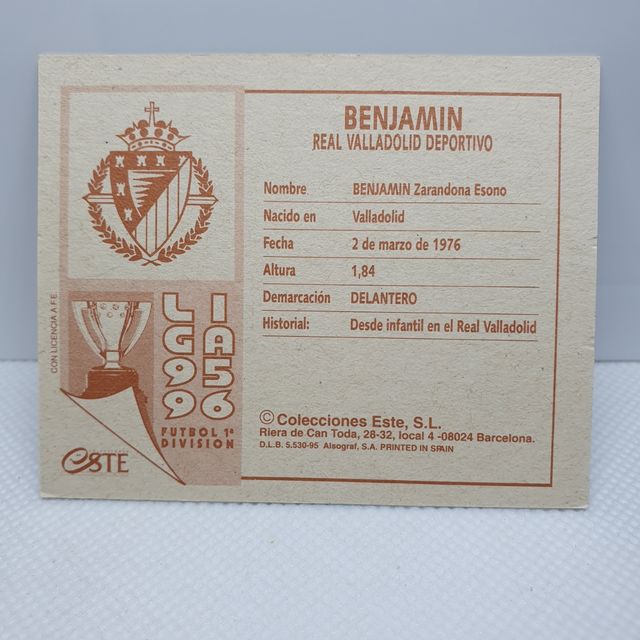 BENJAMIN
REAL VALLADOLID DEPORTIVO
Nombre BENJAMIN Zarandona Esono
Nacido en Valladolid
Fecha 2 de marzo de 1976
Altura 1,84
Demarcación DELANTERO
Historial: Desde infantil en el Real Valladolid
© Colecciones Este, S.L.
Riera de Can Toda, 28-32, local 4 -08024 Barcelona.
D.L.B. 5.530-95 Alsograf, S.A. PRINTED IN SPAIN
CON LICENCIA A.F.E
LIGA
95
96
FUTBOL 1ª
DIVISION
eSTE